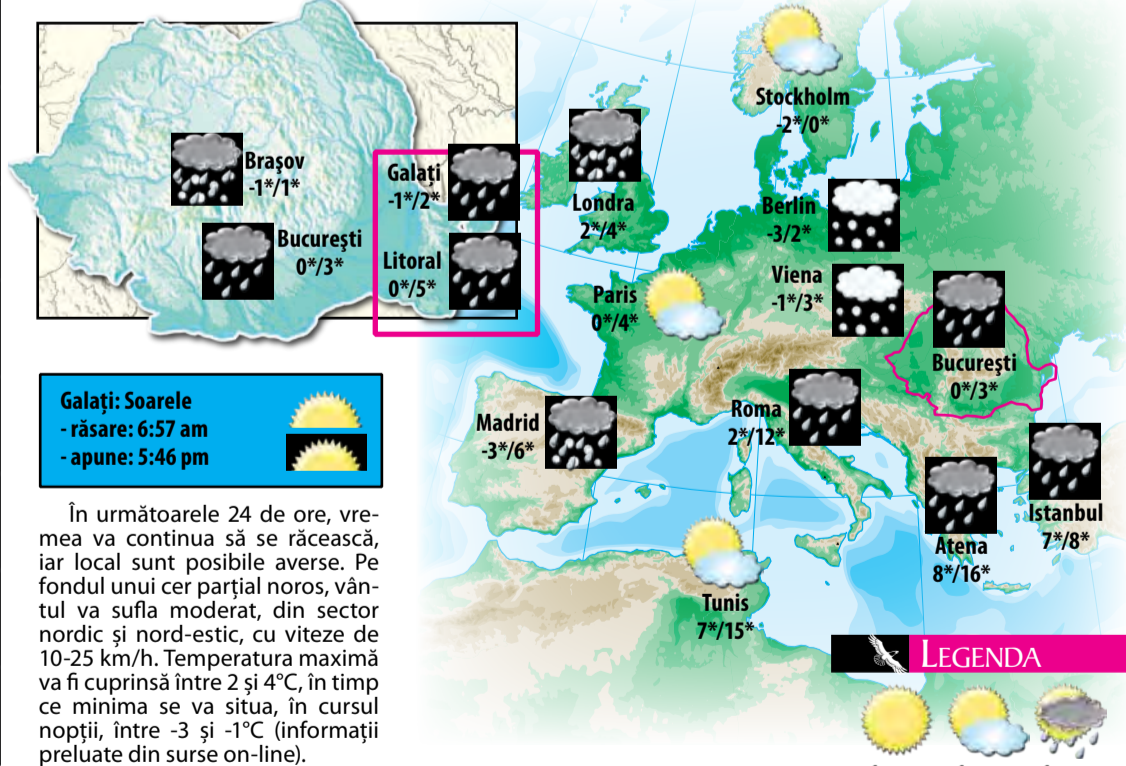 Brașov
-1*/1*
București
0*/3*
Galați
-1*/2*
Litoral
0*/5*
Stockholm
-2*/0*
Londra
2*/4*
Berlin
-3/2*
Viena
-1*/3*
Paris
0*/4*
București
0*/3*
Madrid
-3*/6*
Roma
2*/12*
Istanbul
7*/8*
Atena
8*/16*
Tunis
7*/15*
Galați: Soarele
- răsare: 6:57 am
- apune: 5:46 pm
În următoarele 24 de ore, vre-
mea va continua să se răcească,
iar local sunt posibile averse. Pe
fondul unui cer parțial noros, vân-
tul va sufla moderat, din sector
nordic și nord-estic, cu viteze de
10-25 km/h. Temperatura maximă
va fi cuprinsă între 2 și 4°C, în timp
ce minima se va situa, în cursul
nopții, între -3 și -1°C (informații
preluate din surse on-line).
LEGENDA